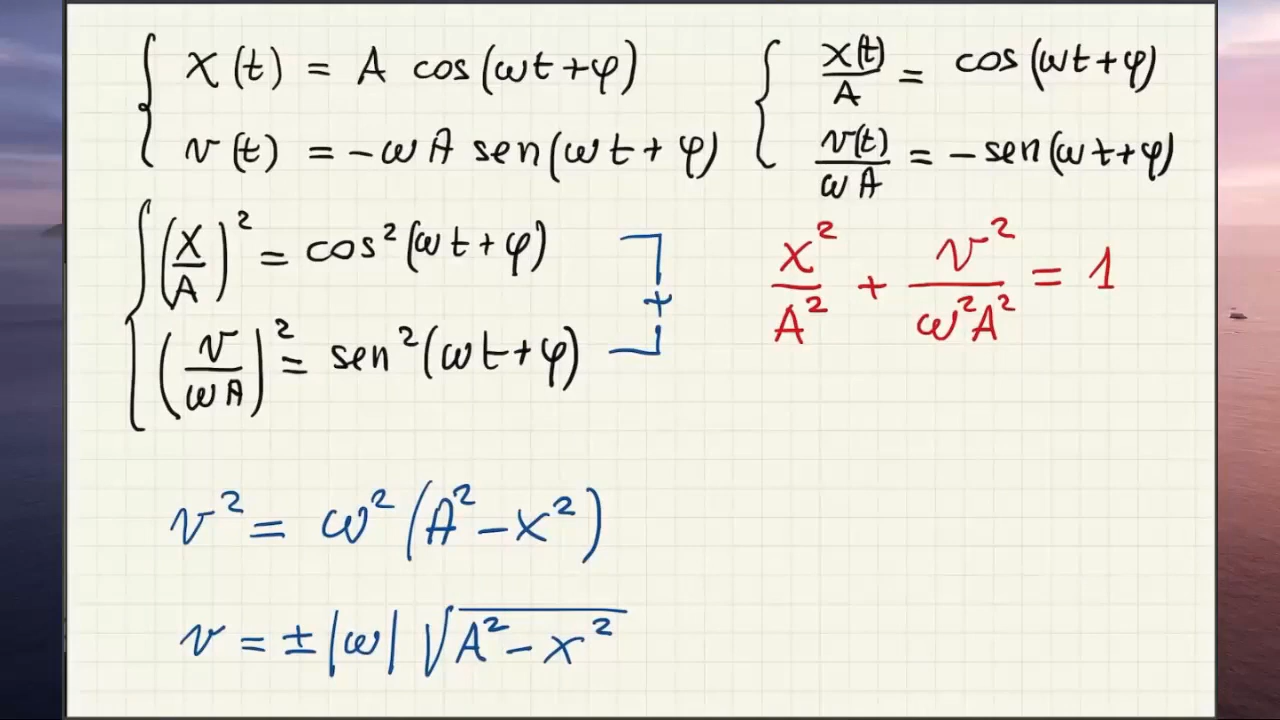 x(t) = A cos(ωt+φ)
v(t) = -ωA sen(ωt+φ)
x(t)/A = cos(ωt+φ)
v(t)/ωA = -sen(ωt+φ)
(x/A)² = cos²(ωt+φ)
(v/ωA)² = sen²(ωt+φ)
+
x²/A² + v²/ω²A² = 1
v² = ω²(A²-x²)
v = ±|ω| √(A²-x²)